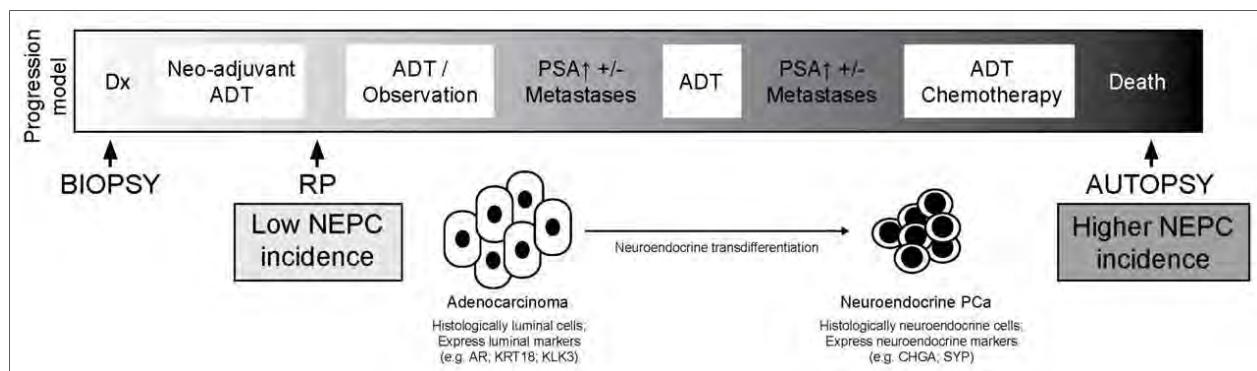 Progression
model
Dx
Neo-adjuvant
ADT
ADT /
Observation
PSA↑ +/-
Metastases
ADT
PSA↑ +/-
Metastases
ADT
Chemotherapy
Death
BIOPSY
RP
AUTOPSY
Low NEPC
incidence
Higher NEPC
incidence
Neuroendocrine transdifferentiation
Adenocarcinoma
Histologically luminal cells;
Express luminal markers
(e.g. AR; KRT18; KLK3)
Neuroendocrine PCa
Histologically neuroendocrine cells;
Express neuroendocrine markers
(e.g. CHGA; SYP)